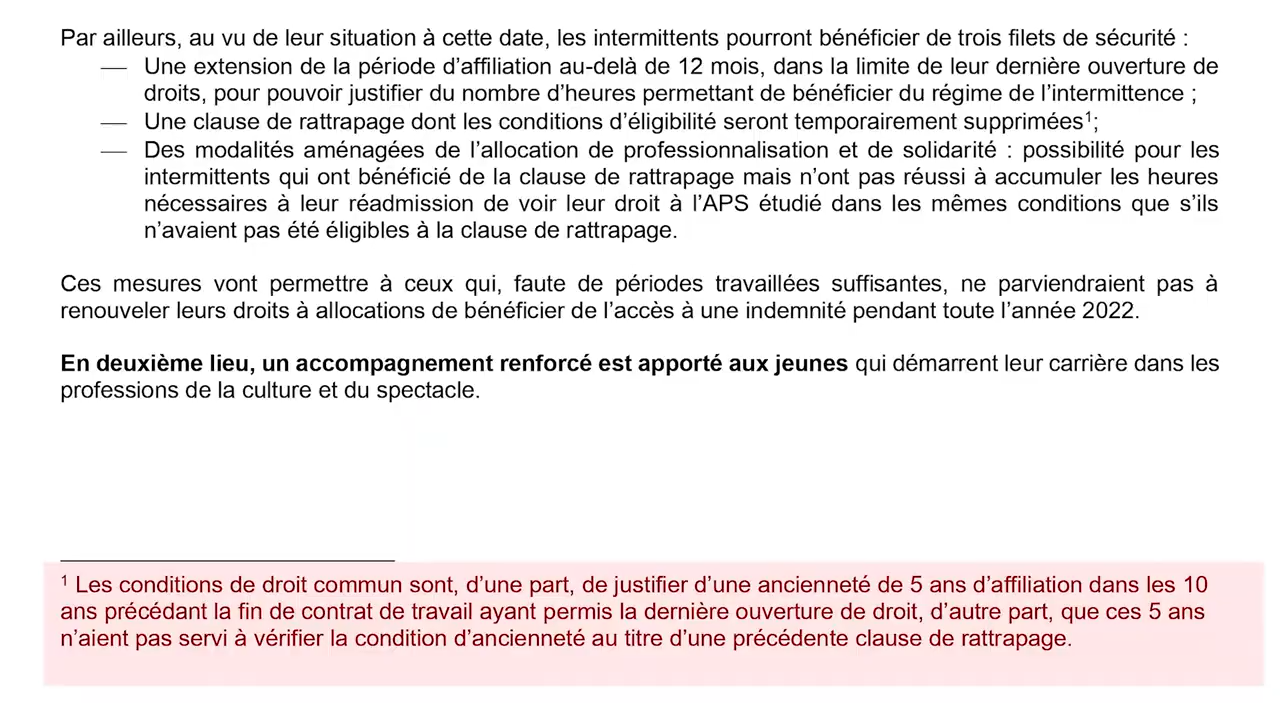 Par ailleurs, au vu de leur situation à cette date, les intermittents pourront bénéficier de trois filets de sécurité :
— Une extension de la période d’affiliation au-delà de 12 mois, dans la limite de leur dernière ouverture de
droits, pour pouvoir justifier du nombre d’heures permettant de bénéficier du régime de l’intermittence ;
— Une clause de rattrapage dont les conditions d’éligibilité seront temporairement supprimées¹;
— Des modalités aménagées de l’allocation de professionnalisation et de solidarité : possibilité pour les
intermittents qui ont bénéficié de la clause de rattrapage mais n’ont pas réussi à accumuler les heures
nécessaires à leur réadmission de voir leur droit à l’APS étudié dans les mêmes conditions que s’ils
n’avaient pas été éligibles à la clause de rattrapage.
Ces mesures vont permettre à ceux qui, faute de périodes travaillées suffisantes, ne parviendraient pas à
renouveler leurs droits à allocations de bénéficier de l’accès à une indemnité pendant toute l’année 2022.
En deuxième lieu, un accompagnement renforcé est apporté aux jeunes qui démarrent leur carrière dans les
professions de la culture et du spectacle.
¹ Les conditions de droit commun sont, d’une part, de justifier d’une ancienneté de 5 ans d’affiliation dans les 10
ans précédant la fin de contrat de travail ayant permis la dernière ouverture de droit, d’autre part, que ces 5 ans
n’aient pas servi à vérifier la condition d’ancienneté au titre d’une précédente clause de rattrapage.